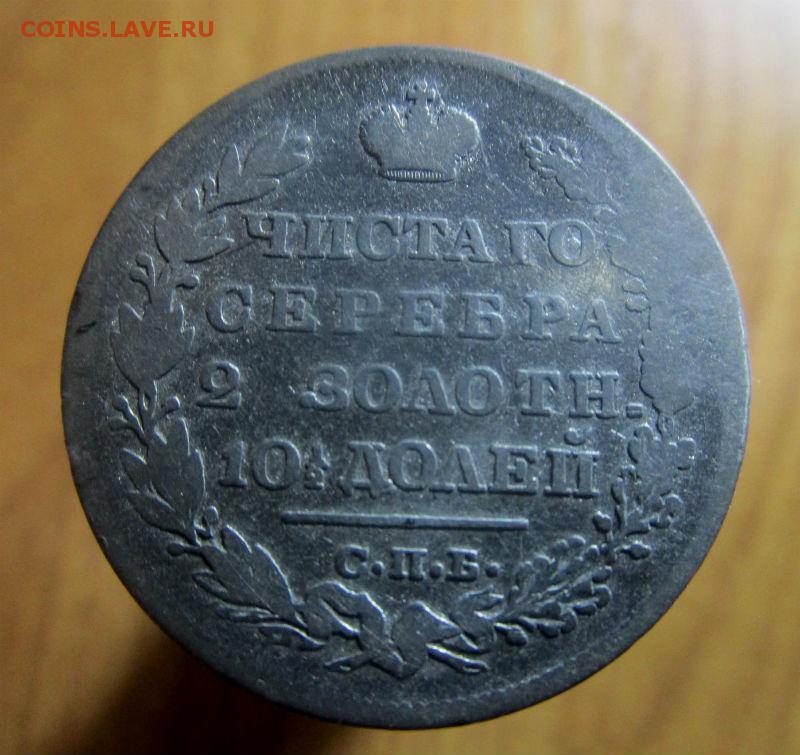 COINS.LAVE.RU
ЧИСТАГО
СЕРЕБРА
2 ЗОЛОТН.
10½ ДОЛЕЙ
С.П.Б.